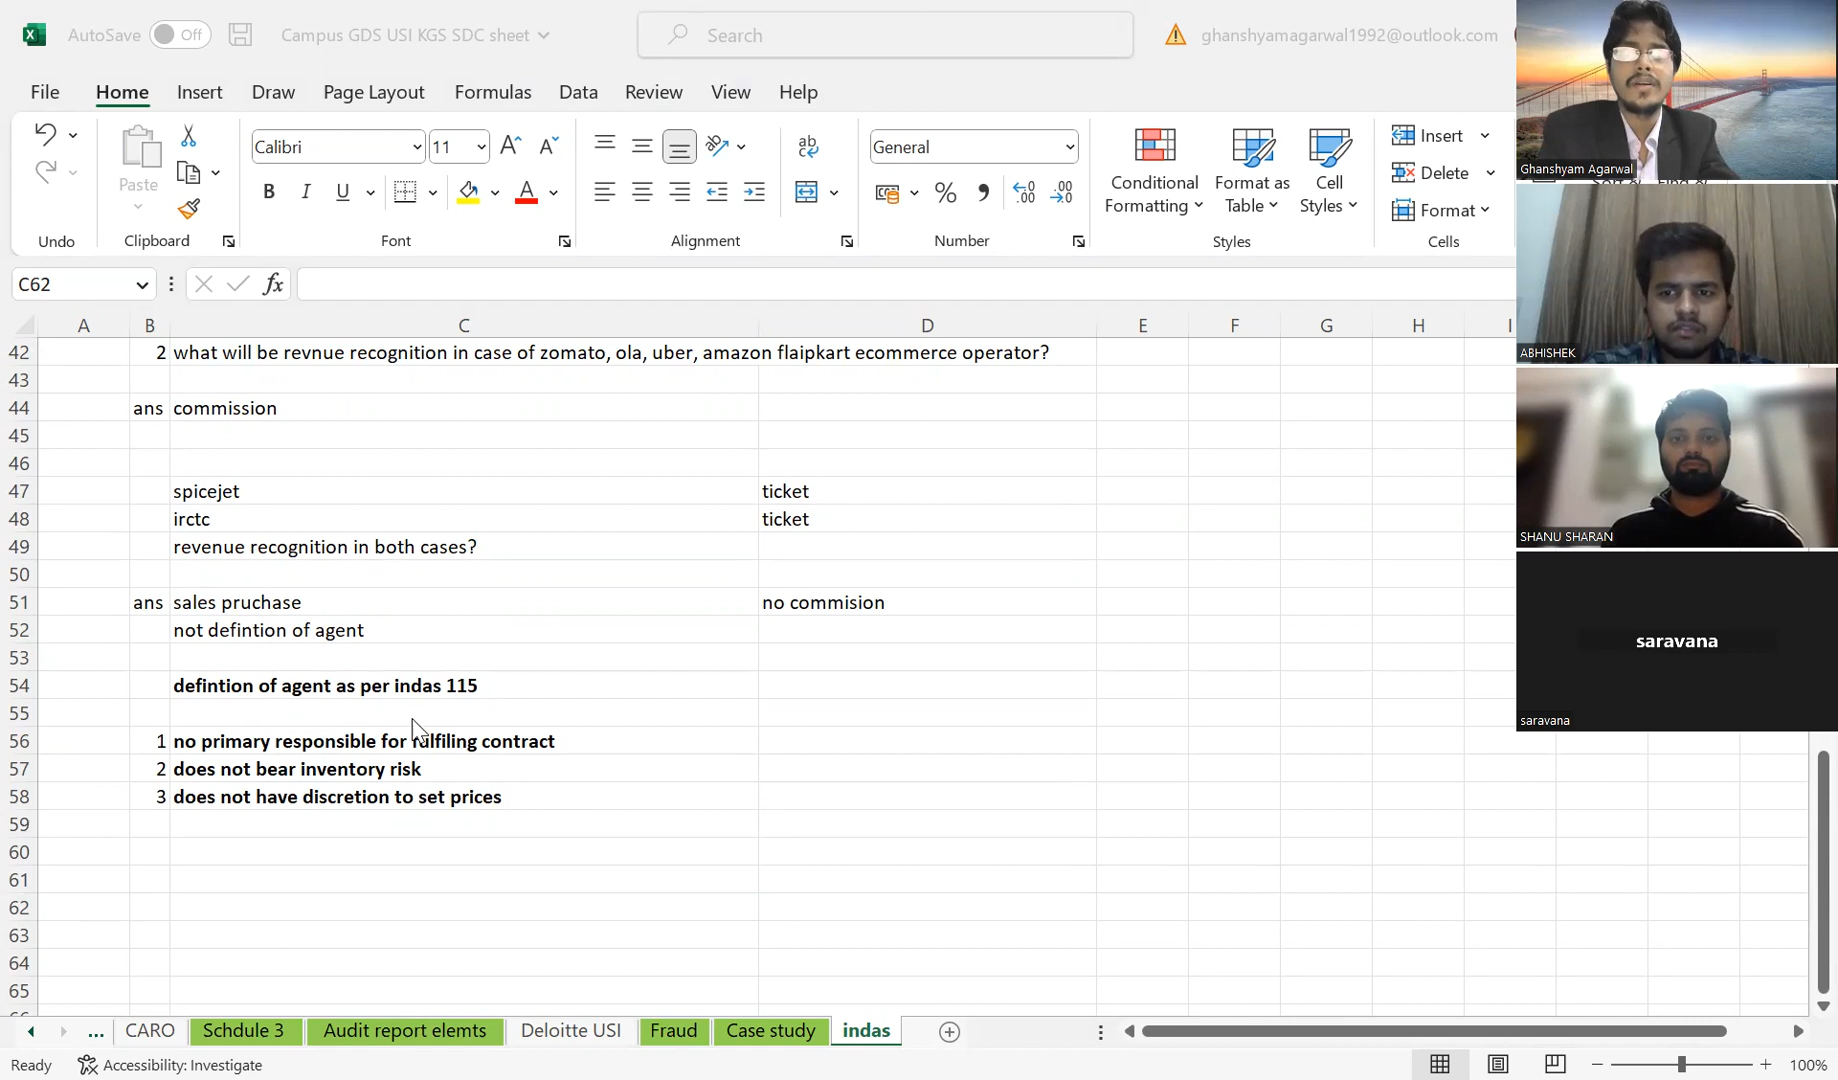 AutoSave Off Campus GDS USI KGS SDC sheet Search ghanshyamagarwal1992@outlook.com
File Home Insert Draw Page Layout Formulas Data Review View Help
Calibri 11 General Insert
Paste Conditional Formatting Format as Table Cell Styles Delete
Format
Undo Clipboard Font Alignment Number Styles Cells
C62 fx
A B C D E F G H I
42 2 what will be revnue recognition in case of zomato, ola, uber, amazon flaipkart ecommerce operator?
43
44 ans commission
45
46
47 spicejet ticket
48 irctc ticket
49 revenue recognition in both cases?
50
51 ans sales pruchase no commision
52 not defintion of agent
53
54 defintion of agent as per indas 115
55
56 1 no primary responsible for fulfiling contract
57 2 does not bear inventory risk
58 3 does not have discretion to set prices
59
60
61
62
63
64
65
... CARO Schdule 3 Audit report elemts Deloitte USI Fraud Case study indas
Ready Accessibility: Investigate 100%
Ghanshyam Agarwal
ABHISHEK
SHANU SHARAN
saravana
saravana